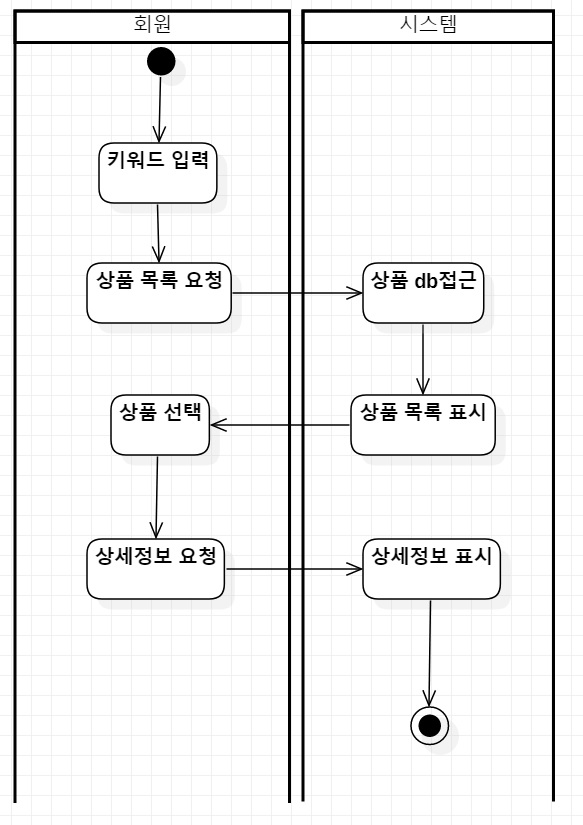 회원
시스템
키워드 입력
상품 목록 요청
상품 db접근
상품 선택
상품 목록 표시
상세정보 요청
상세정보 표시